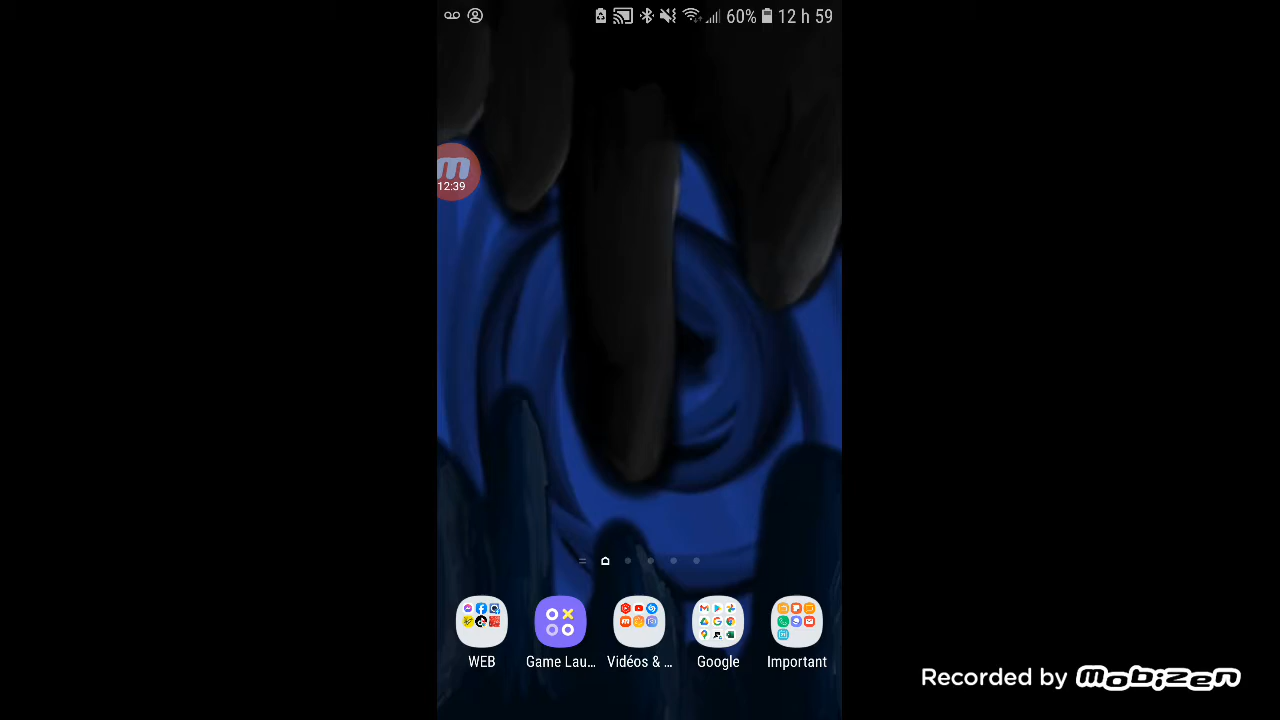 60% 12 h 59
m
12:39
WEB
Game Lau...
Vidéos & ...
Google
Important
Recorded by mobizen